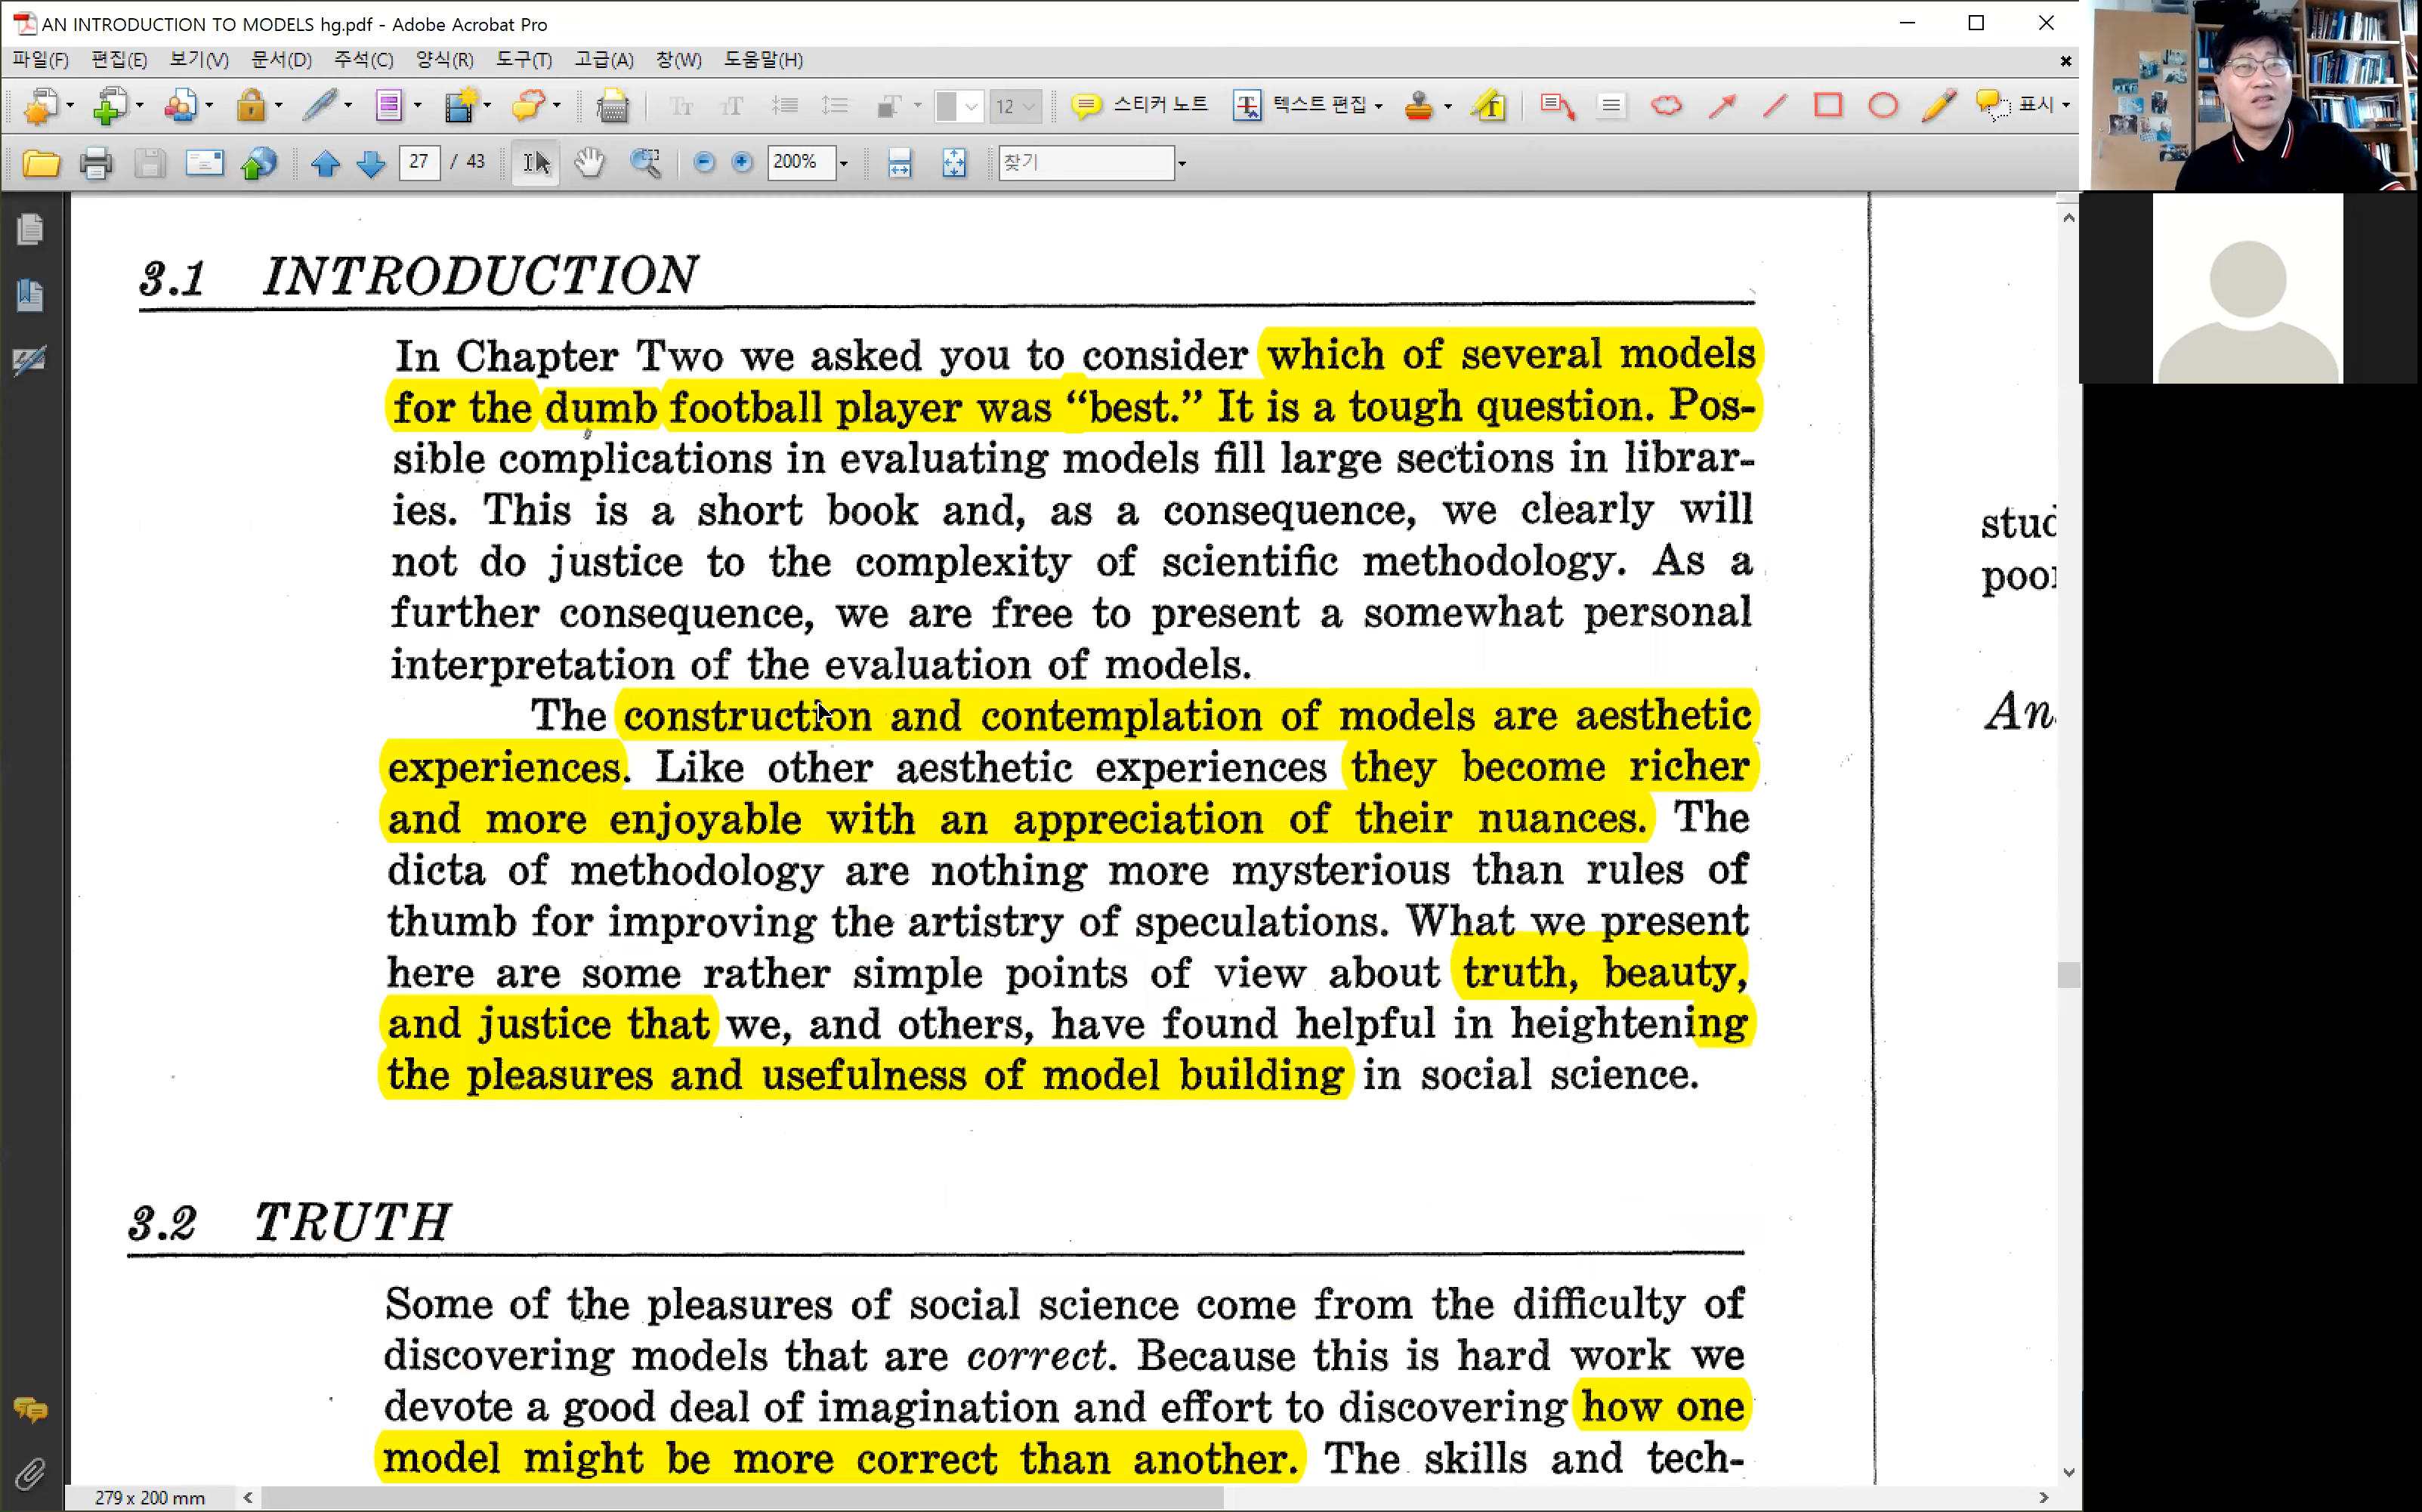 AN INTRODUCTION TO MODELS hg.pdf - Adobe Acrobat Pro
파일(F) 편집(E) 보기(V) 문서(D) 주석(C) 양식(R) 도구(T) 고급(A) 창(W) 도움말(H)
12 스티커 노트 텍스트 편집 표시
27 / 43 200% 찾기
3.1 INTRODUCTION
In Chapter Two we asked you to consider which of several models
for the dumb football player was “best.” It is a tough question. Pos-
sible complications in evaluating models fill large sections in librar-
ies. This is a short book and, as a consequence, we clearly will
not do justice to the complexity of scientific methodology. As a
further consequence, we are free to present a somewhat personal
interpretation of the evaluation of models.
The construction and contemplation of models are aesthetic
experiences. Like other aesthetic experiences they become richer
and more enjoyable with an appreciation of their nuances. The
dicta of methodology are nothing more mysterious than rules of
thumb for improving the artistry of speculations. What we present
here are some rather simple points of view about truth, beauty,
and justice that we, and others, have found helpful in heightening
the pleasures and usefulness of model building in social science.
3.2 TRUTH
Some of the pleasures of social science come from the difficulty of
discovering models that are correct. Because this is hard work we
devote a good deal of imagination and effort to discovering how one
model might be more correct than another. The skills and tech-
stud
poor
An
279 x 200 mm